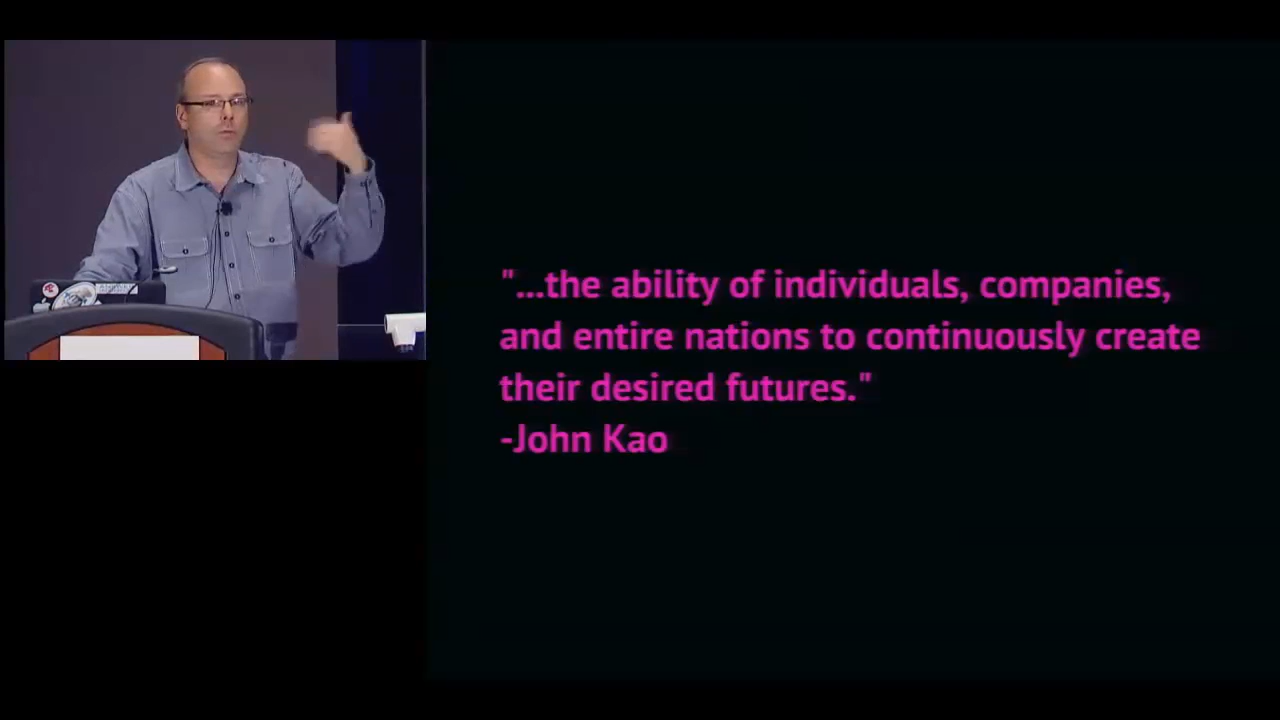 "...the ability of individuals, companies,
and entire nations to continuously create
their desired futures."
-John Kao